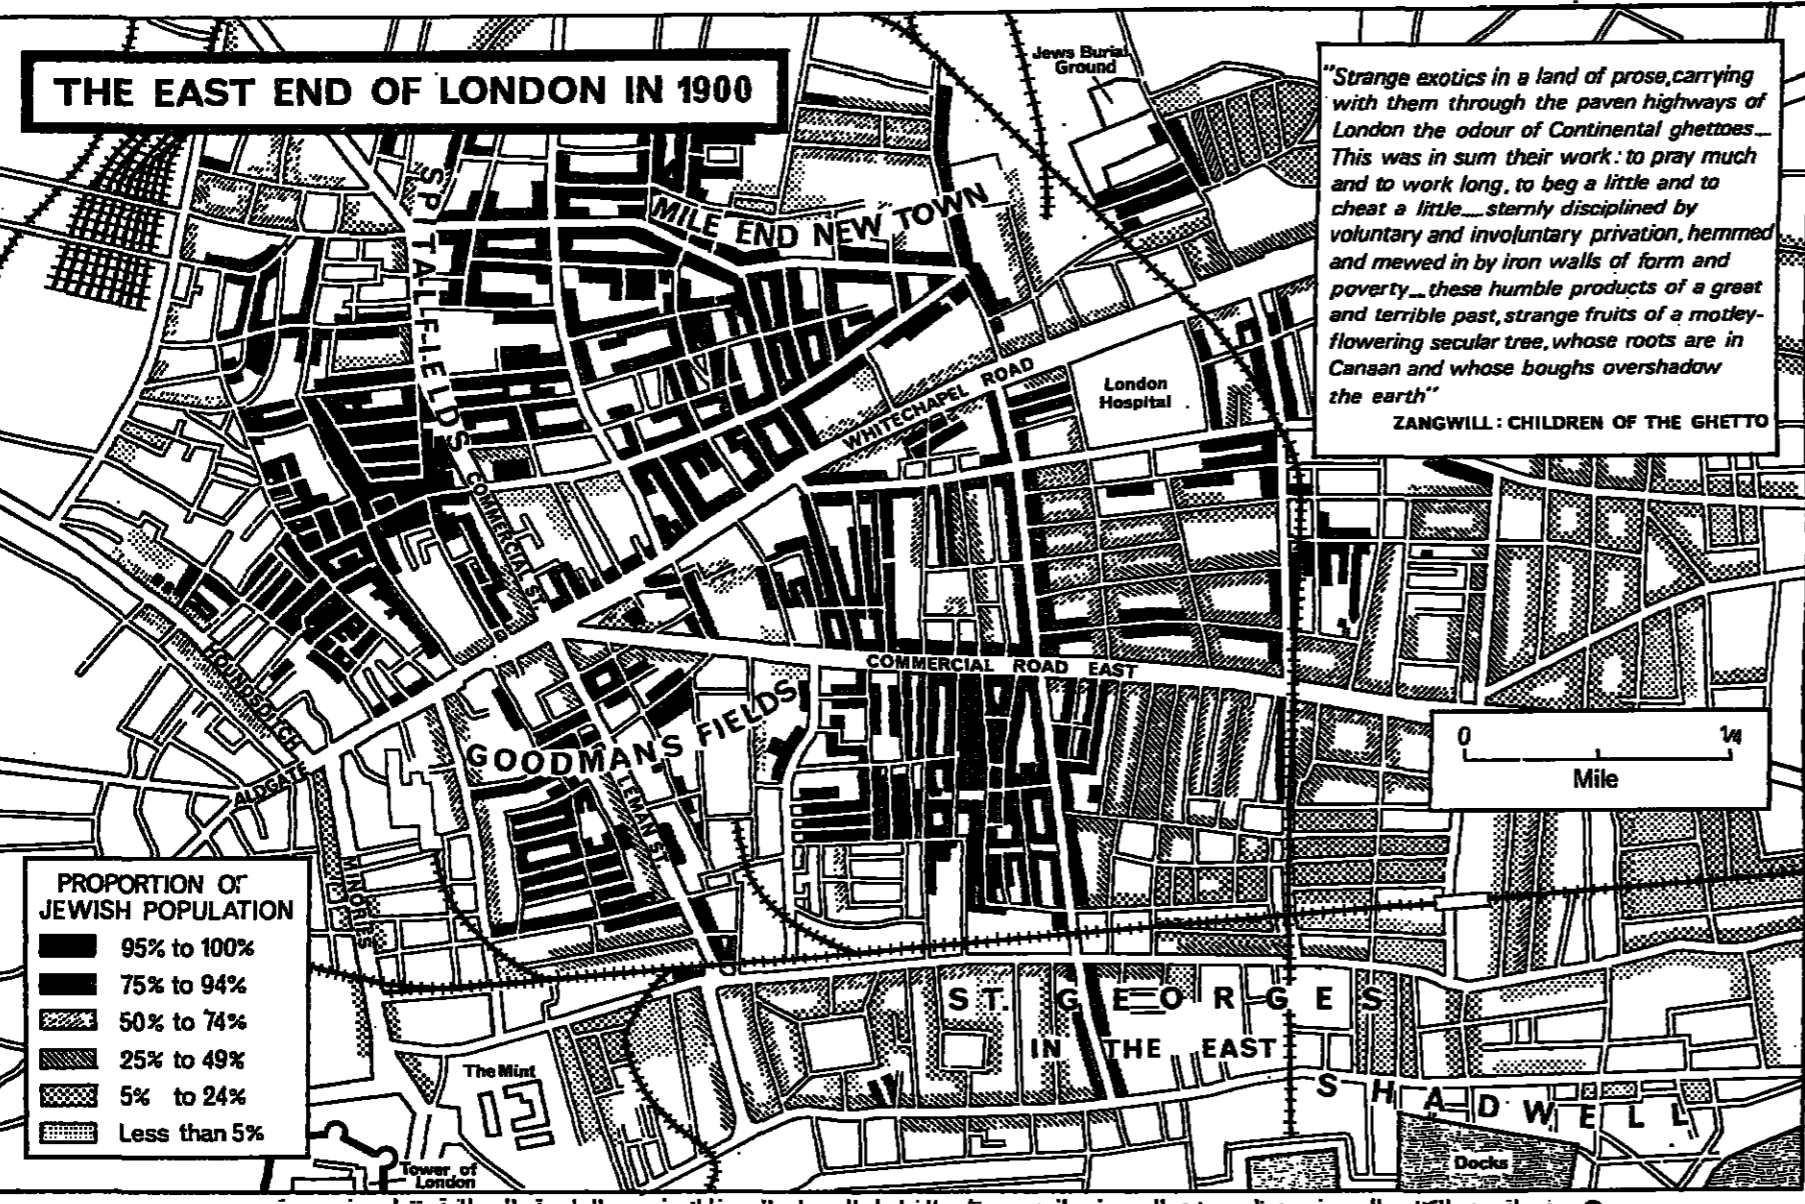 THE EAST END OF LONDON IN 1900
Jews Burial
Ground
"Strange exotics in a land of prose, carrying
with them through the paven highways of
London the odour of Continental ghettoes....
This was in sum their work: to pray much
and to work long, to beg a little and to
cheat a little.....sternly disciplined by
voluntary and involuntary privation, hemmed
and mewed in by iron walls of form and
poverty....these humble products of a great
and terrible past, strange fruits of a motley-
flowering secular tree, whose roots are in
Canaan and whose boughs overshadow
the earth"
ZANGWILL: CHILDREN OF THE GHETTO
SPITALFIELDS
MILE END NEW TOWN
WHITECHAPEL ROAD
London
Hospital
COMMERCIAL ST
HOUNDSDITCH
COMMERCIAL ROAD EAST
GOODMANS FIELDS
LEMAN ST
ALDGATE
MINORIES
0 1/4
Mile
PROPORTION OF
JEWISH POPULATION
95% to 100%
75% to 94%
50% to 74%
25% to 49%
5% to 24%
Less than 5%
ST. GEORGES
IN THE EAST
SHADWELL
The Mint
Tower of
London
Docks